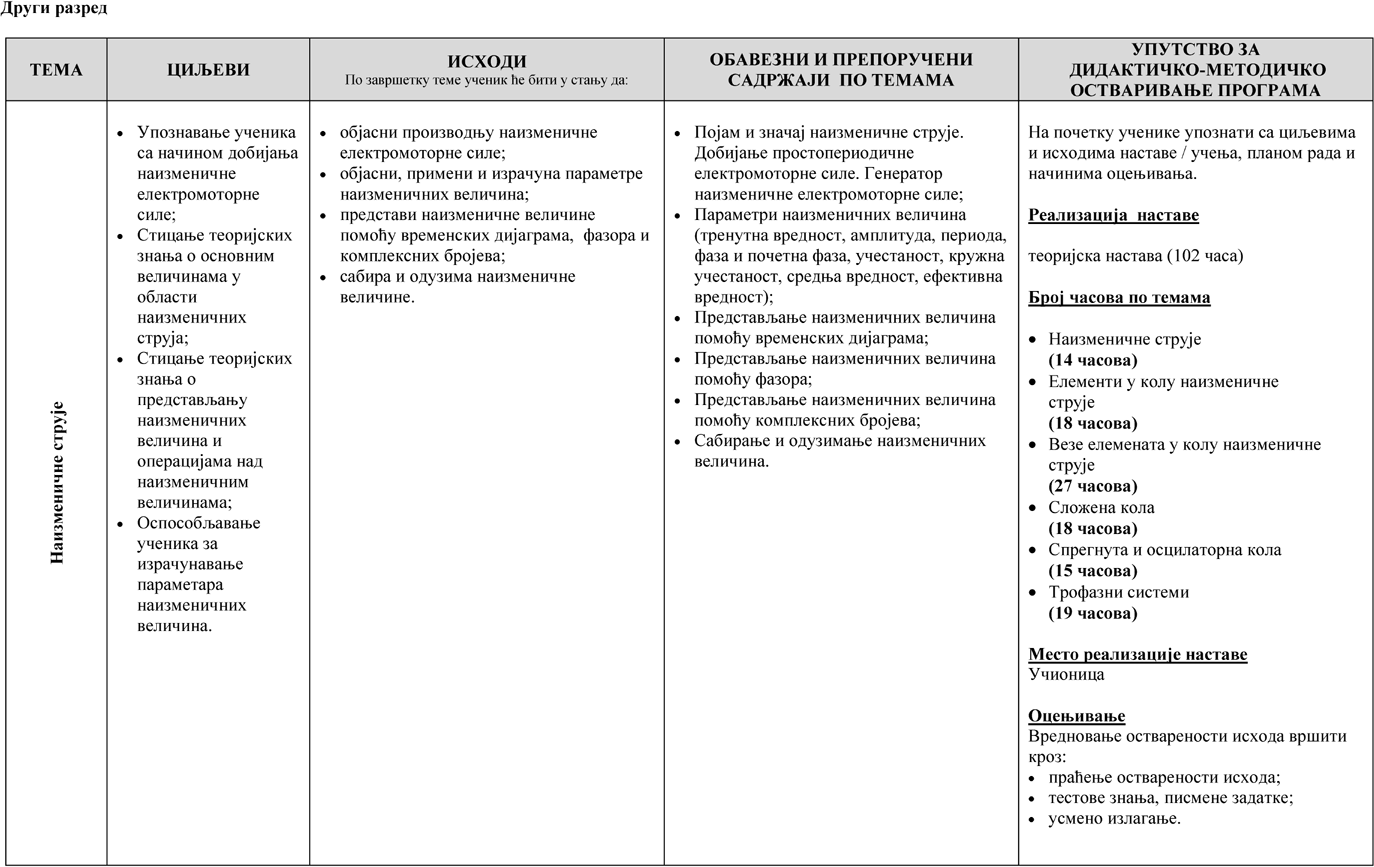 Други разред
ТЕМА
ЦИЉЕВИ
ИСХОДИ
По завршетку теме ученик ће бити у стању да:
ОБАВЕЗНИ И ПРЕПОРУЧЕНИ
САДРЖАЈИ ПО ТЕМАМА
УПУТСТВО ЗА
ДИДАКТИЧКО-МЕТОДИЧКО
ОСТВАРИВАЊЕ ПРОГРАМА
Наизменичне струје
• Упознавање ученика
са начином добијања
наизменичне
електромоторне
силе;
• Стицање теоријских
знања о основним
величинама у
области
наизменичних
струја;
• Стицање теоријских
знања о
представљању
наизменичних
величина и
операцијама над
наизменичним
величинама;
• Оспособљавање
ученика за
израчунавање
параметара
наизменичних
величина.
• објасни производњу наизменичне
електромоторне силе;
• објасни, примени и израчуна параметре
наизменичних величина;
• представи наизменичне величине
помоћу временских дијаграма, фазора и
комплексних бројева;
• сабира и одузима наизменичне
величине.
• Појам и значај наизменичне струје.
Добијање простопериодичне
електромоторне силе. Генератор
наизменичне електромоторне силе;
• Параметри наизменичних величина
(тренутна вредност, амплитуда, периода,
фаза и почетна фаза, учестаност, кружна
учестаност, средња вредност, ефективна
вредност);
• Представљање наизменичних величина
помоћу временских дијаграма;
• Представљање наизменичних величина
помоћу фазора;
• Представљање наизменичних величина
помоћу комплексних бројева;
• Сабирање и одузимање наизменичних
величина.
На почетку ученике упознати са циљевима
и исходима наставе / учења, планом рада и
начинима оцењивања.
Реализација наставе
теоријска настава (102 часа)
Број часова по темама
• Наизменичне струје
(14 часова)
• Елементи у колу наизменичне
струје
(18 часова)
• Везе елемената у колу наизменичне
струје
(27 часова)
• Сложена кола
(18 часова)
• Спрегнута и осцилаторна кола
(15 часова)
• Трофазни системи
(19 часова)
Место реализације наставе
Учионица
Оцењивање
Вредновање остварености исхода вршити
кроз:
• праћење остварености исхода;
• тестове знања, писмене задатке;
• усмено излагање.